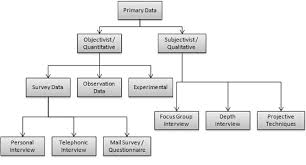 Primary Data
Objectivist /
Quantitative
Subjectivist /
Qualitative
Survey Data
Observation
Data
Experimental
Focus Group
Interview
Depth
Interview
Projective
Techniques
Personal
Interview
Telephonic
Interview
Mail Survey /
Questionnaire